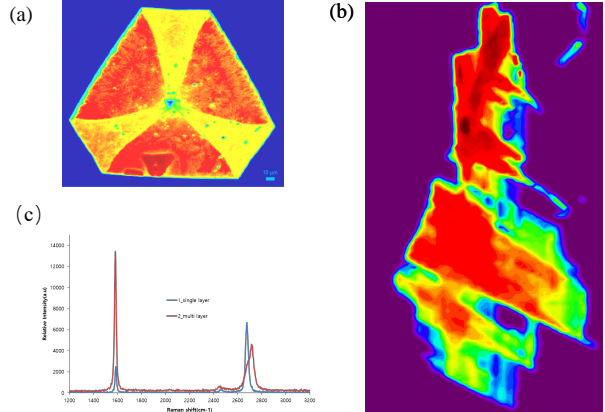 (a)
(b)
10 μm
(c)
14000
12000
10000
8000
6000
4000
2000
0
Relative Intensity(a.u)
1_single layer
2_multi layer
1200 1400 1600 1800 2000 2200 2400 2600 2800 3000 3200
Raman shift(cm-1)